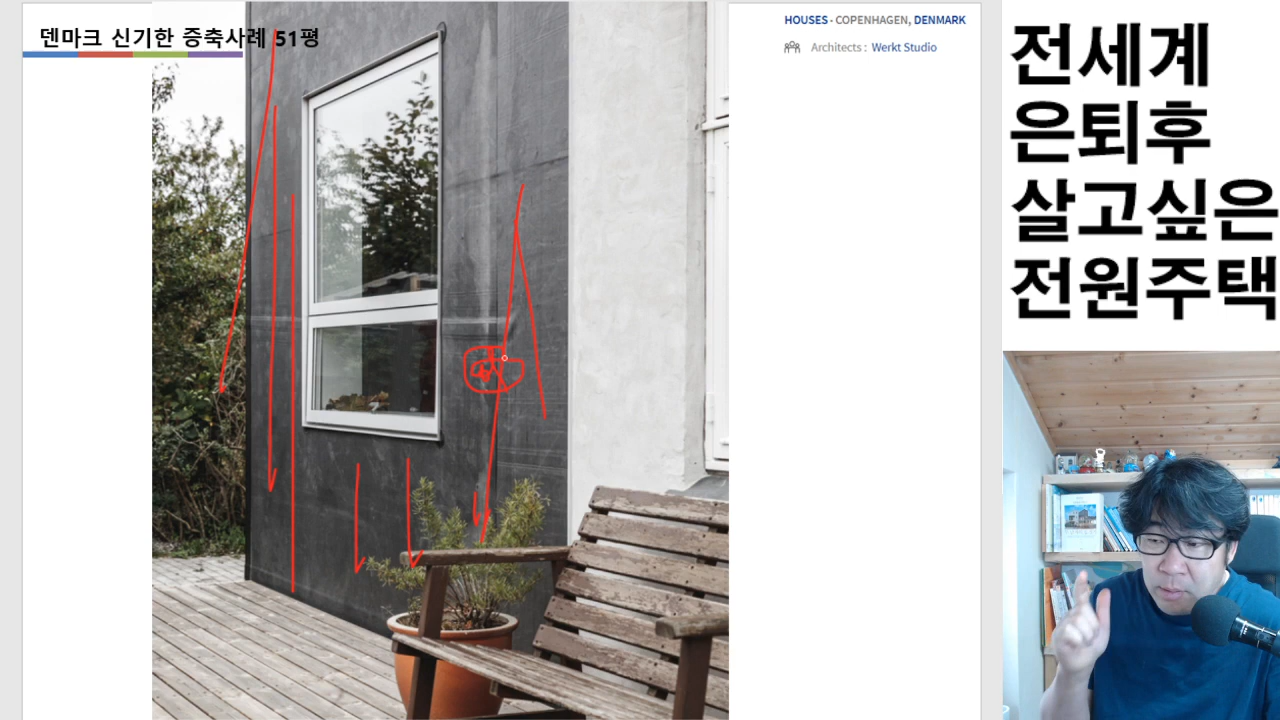 덴마크 신기한 증축사례 51평
HOUSES · COPENHAGEN, DENMARK
Architects : Werkt Studio
전세계
은퇴후
살고싶은
전원주택